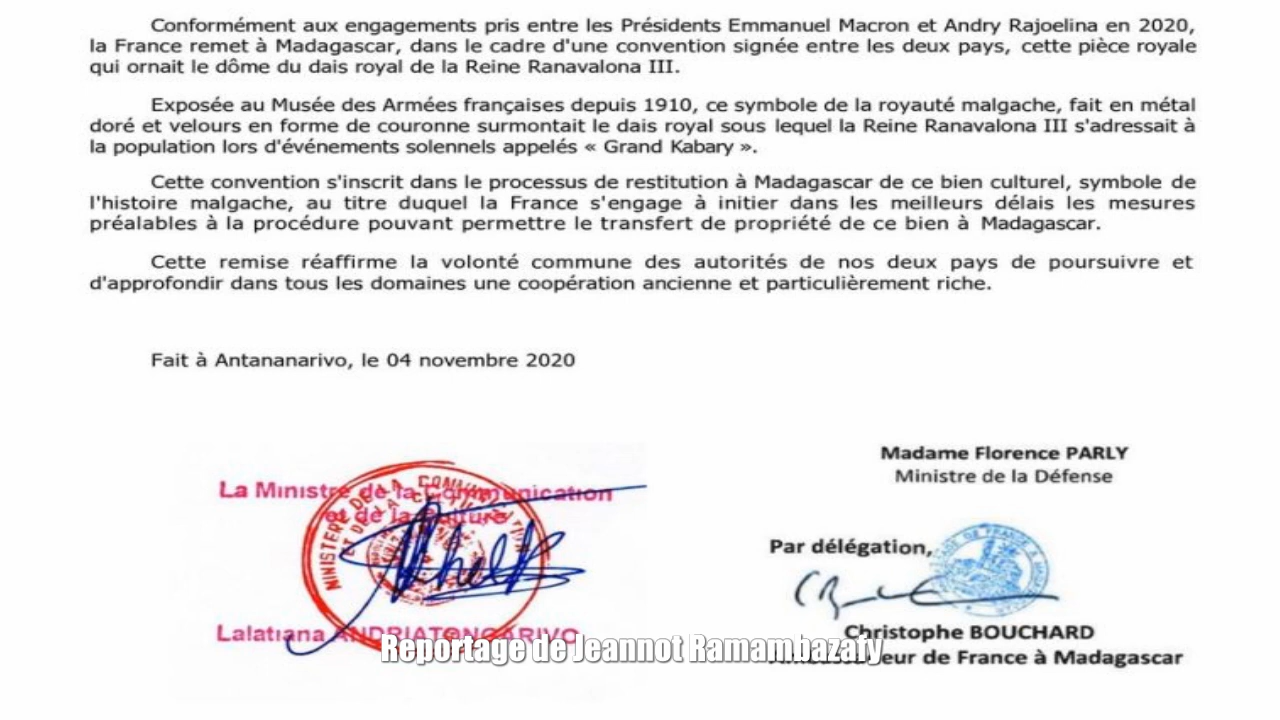 Conformément aux engagements pris entre les Présidents Emmanuel Macron et Andry Rajoelina en 2020,
la France remet à Madagascar, dans le cadre d'une convention signée entre les deux pays, cette pièce royale
qui ornait le dôme du dais royal de la Reine Ranavalona III.
Exposée au Musée des Armées françaises depuis 1910, ce symbole de la royauté malgache, fait en métal
doré et velours en forme de couronne surmontait le dais royal sous lequel la Reine Ranavalona III s'adressait à
la population lors d'événements solennels appelés « Grand Kabary ».
Cette convention s'inscrit dans le processus de restitution à Madagascar de ce bien culturel, symbole de
l'histoire malgache, au titre duquel la France s'engage à initier dans les meilleurs délais les mesures
préalables à la procédure pouvant permettre le transfert de propriété de ce bien à Madagascar.
Cette remise réaffirme la volonté commune des autorités de nos deux pays de poursuivre et
d'approfondir dans tous les domaines une coopération ancienne et particulièrement riche.
Fait à Antananarivo, le 04 novembre 2020
La Ministre de la Communication
et de la Culture
MINISTERE DE LA COMMUNICATION
ET DE LA CULTURE
Lalatiana ANDRIATONGARIVO
Madame Florence PARLY
Ministre de la Défense
Par délégation,
Christophe BOUCHARD
Ambassadeur de France à Madagascar
Reportage de Jeannot Ramambazafy